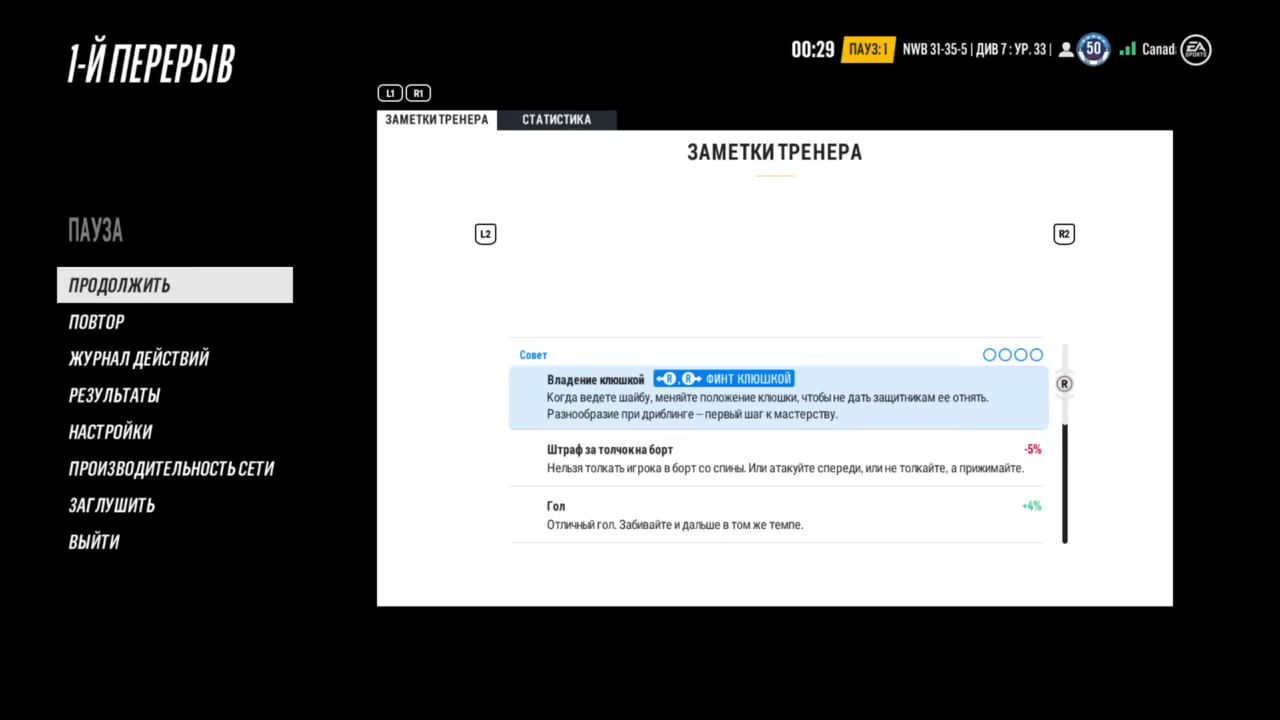 1-Й ПЕРЕРЫВ
00:29 ПАУЗ: 1 NWB 31-35-5 | ДИВ 7 : УР. 33 | 50 Canad EA SPORTS
L1 R1
ЗАМЕТКИ ТРЕНЕРА СТАТИСТИКА
ЗАМЕТКИ ТРЕНЕРА
L2 R2
ПАУЗА
ПРОДОЛЖИТЬ
ПОВТОР
ЖУРНАЛ ДЕЙСТВИЙ
РЕЗУЛЬТАТЫ
НАСТРОЙКИ
ПРОИЗВОДИТЕЛЬНОСТЬ СЕТИ
ЗАГЛУШИТЬ
ВЫЙТИ
Совет
Владение клюшкой R, R ФИНТ КЛЮШКОЙ
R
Когда ведете шайбу, меняйте положение клюшки, чтобы не дать защитникам ее отнять.
Разнообразие при дриблинге – первый шаг к мастерству.
Штраф за толчок на борт -5%
Нельзя толкать игрока в борт со спины. Или атакуйте спереди, или не толкайте, а прижимайте.
Гол +4%
Отличный гол. Забивайте и дальше в том же темпе.